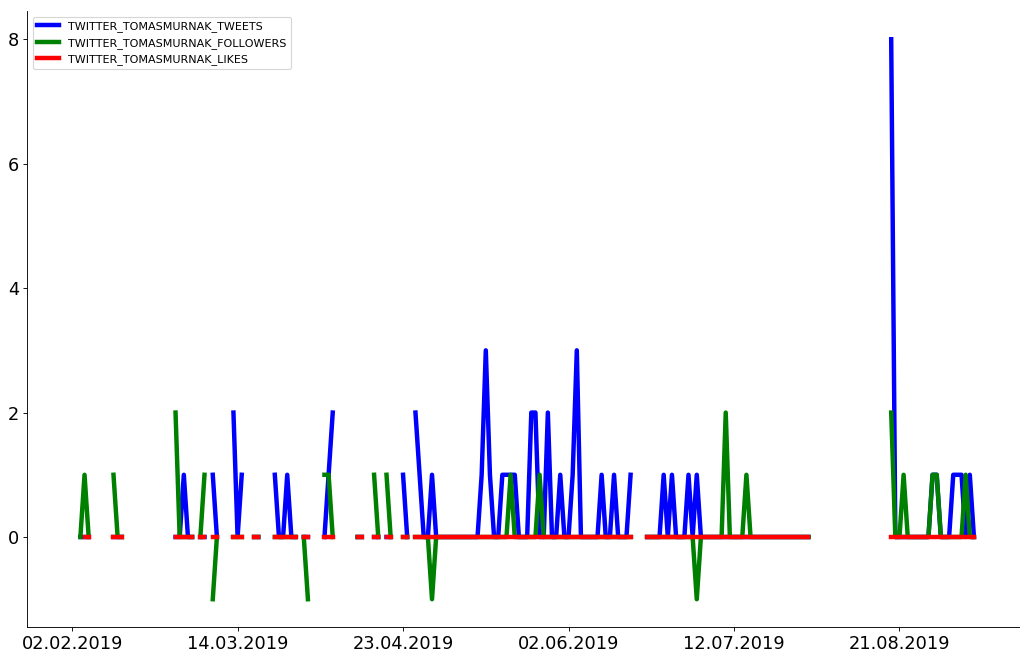 TWITTER_TOMASMURNAK_TWEETS
TWITTER_TOMASMURNAK_FOLLOWERS
TWITTER_TOMASMURNAK_LIKES
8
6
4
2
0
02.02.2019 14.03.2019 23.04.2019 02.06.2019 12.07.2019 21.08.2019